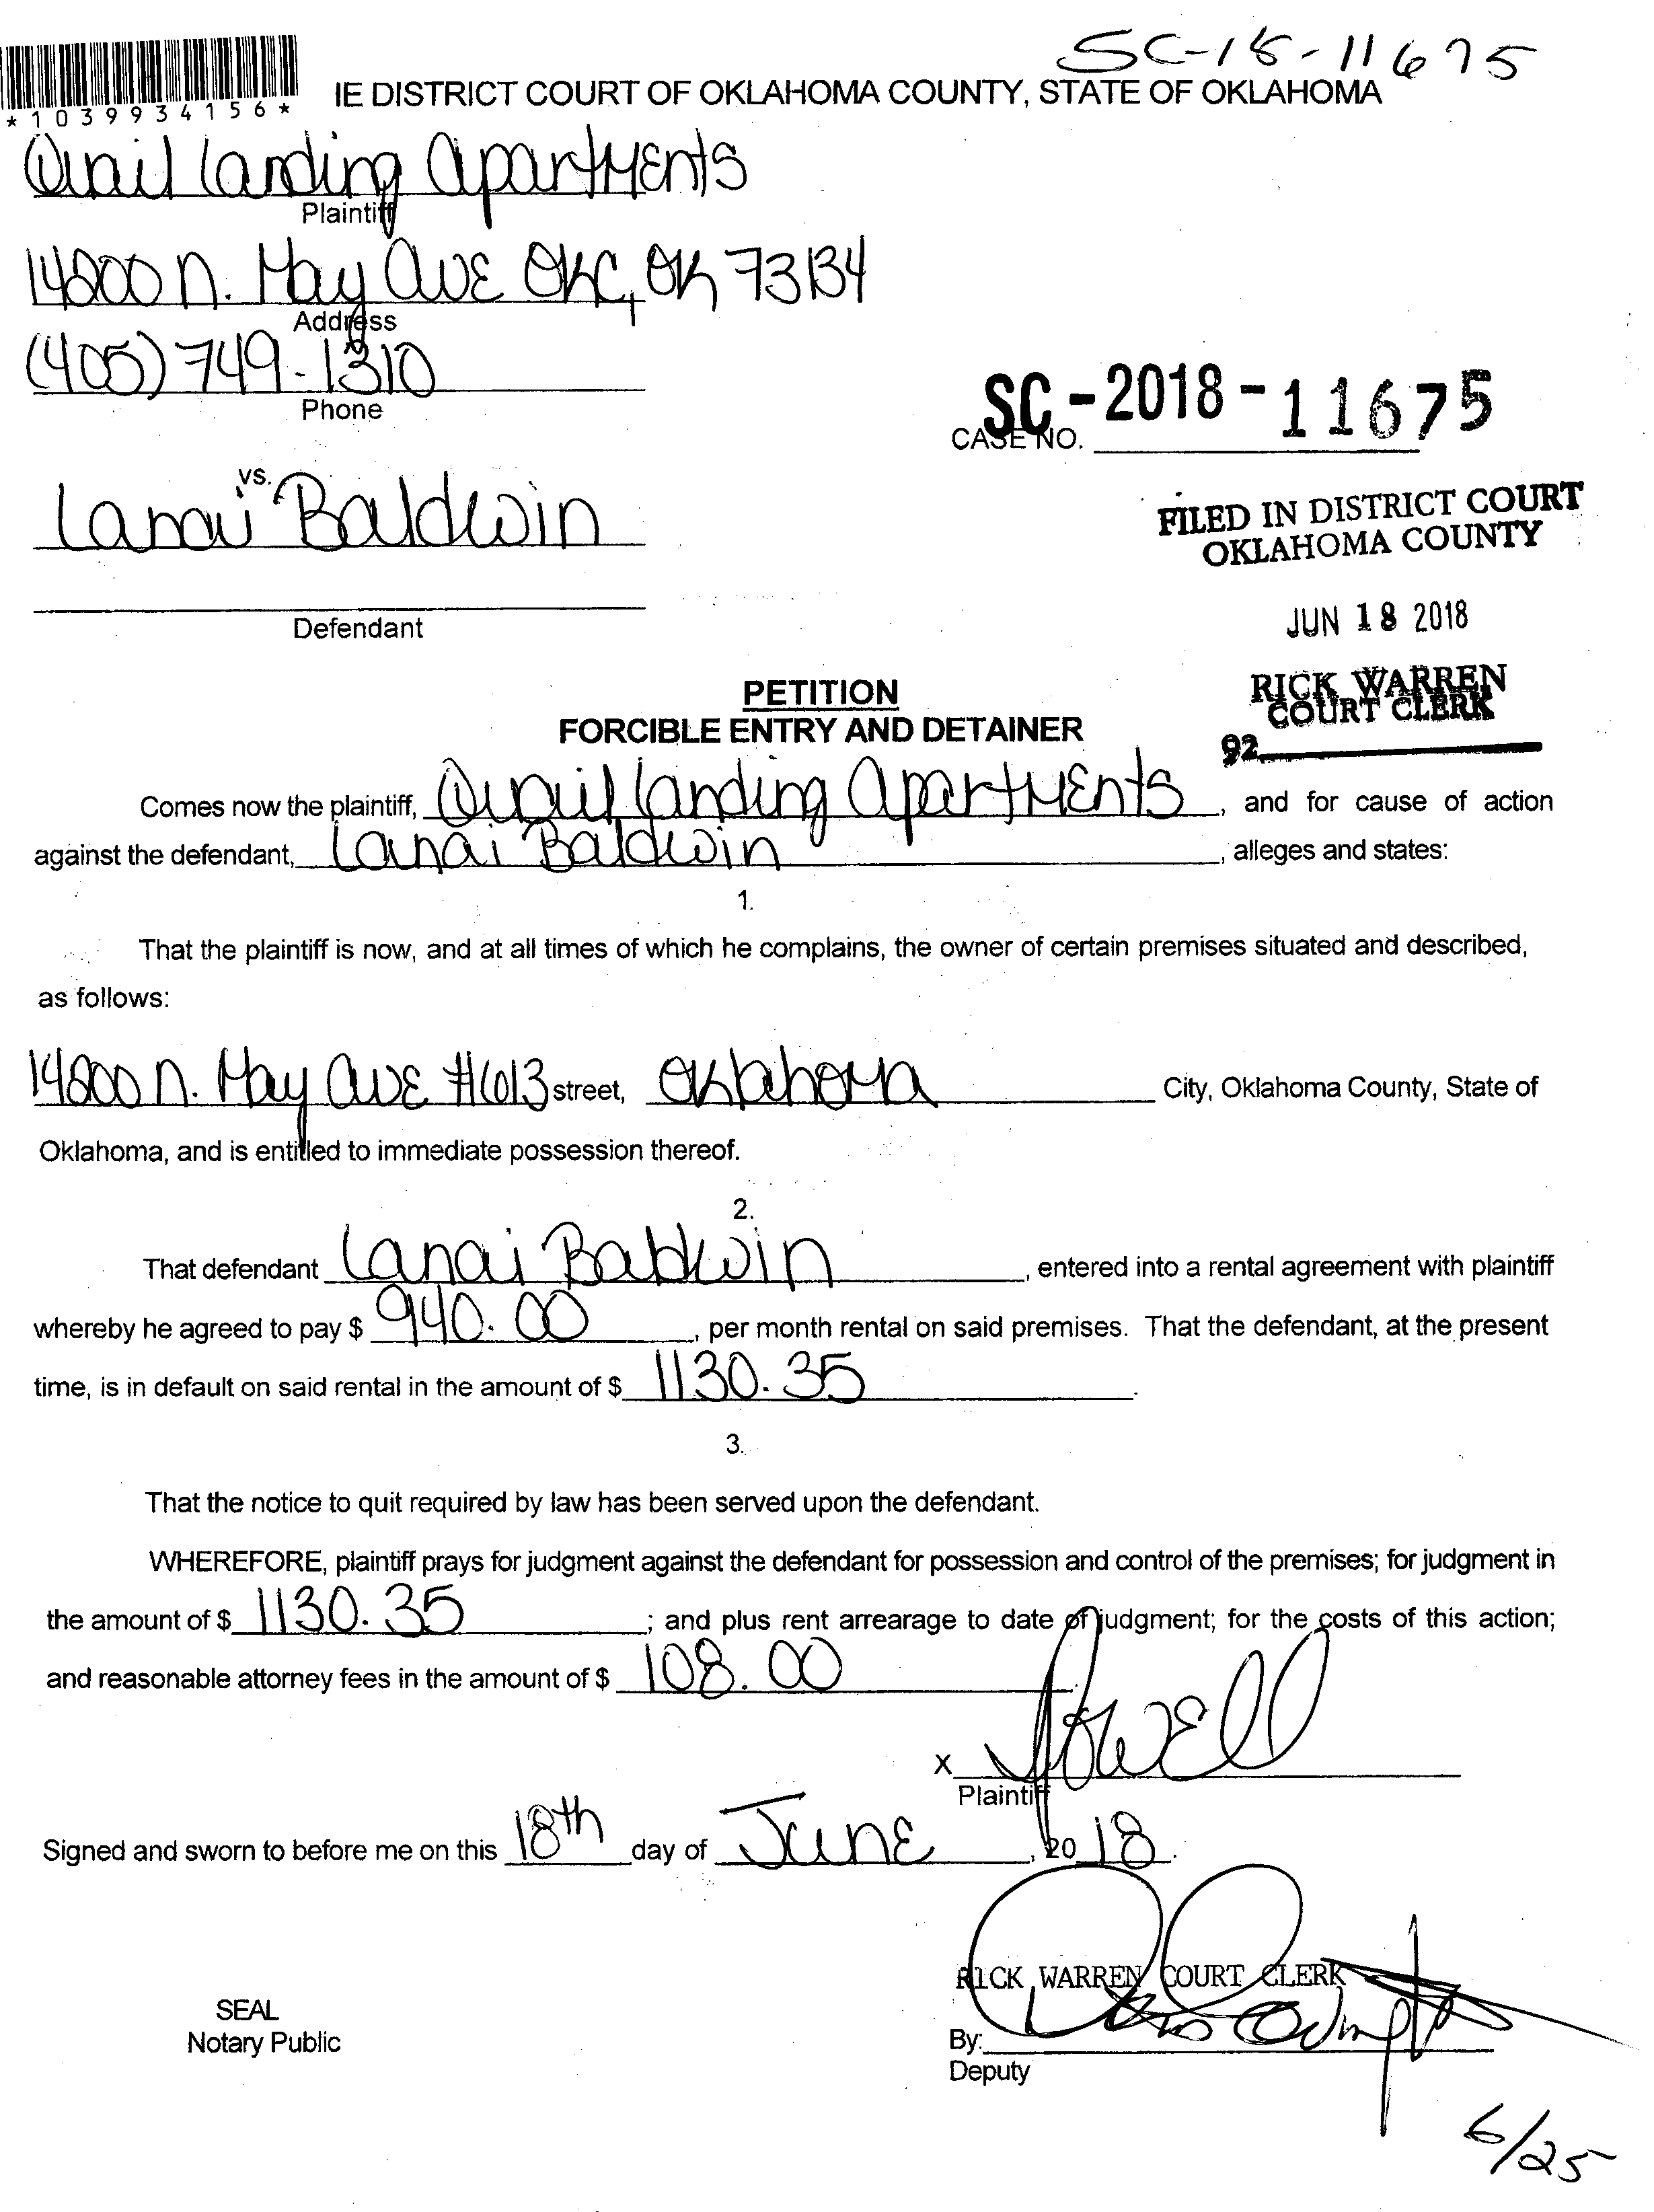 SC-18-11675
*1039934156*
IE DISTRICT COURT OF OKLAHOMA COUNTY, STATE OF OKLAHOMA
Quail Landing Apartments
Plaintiff
14200 N. May Ave OKC, OK 73134
Address
(405) 749-1310
Phone
SC-2018-11675
CASE NO.
vs.
Lanai Baldwin
FILED IN DISTRICT COURT
OKLAHOMA COUNTY
Defendant
JUN 18 2018
RICK WARREN
COURT CLERK
92
PETITION
FORCIBLE ENTRY AND DETAINER
Comes now the plaintiff, Quail Landing Apartments, and for cause of action
against the defendant, Lanai Baldwin, alleges and states:
1.
That the plaintiff is now, and at all times of which he complains, the owner of certain premises situated and described,
as follows:
14200 N. May Ave #1613 street, Oklahoma City, Oklahoma County, State of
Oklahoma, and is entitled to immediate possession thereof.
2.
That defendant Lanai Baldwin, entered into a rental agreement with plaintiff
whereby he agreed to pay $ 940.00, per month rental on said premises. That the defendant, at the present
time, is in default on said rental in the amount of $ 1130.35.
3.
That the notice to quit required by law has been served upon the defendant.
WHEREFORE, plaintiff prays for judgment against the defendant for possession and control of the premises; for judgment in
the amount of $ 1130.35; and plus rent arrearage to date of judgment; for the costs of this action;
and reasonable attorney fees in the amount of $ 108.00.
X
Plaintiff
Signed and sworn to before me on this 18th day of June, 2018.
RICK WARREN COURT CLERK
SEAL
Notary Public
By:
Deputy
6/25